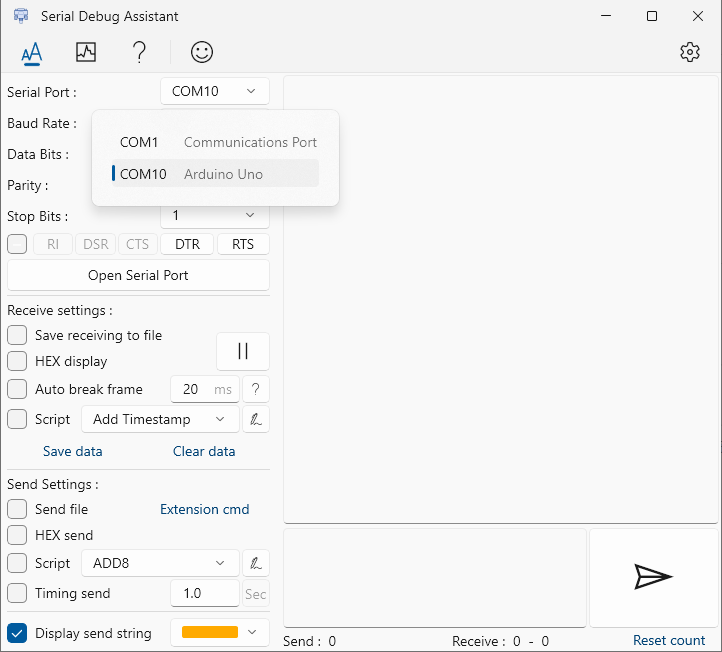 Serial Debug Assistant
AA
?
Serial Port : COM10
Baud Rate :
COM1 Communications Port
Data Bits :
COM10 Arduino Uno
Parity :
Stop Bits : 1
RI DSR CTS DTR RTS
Open Serial Port
Receive settings :
Save receiving to file
HEX display
Auto break frame 20 ms ?
Script Add Timestamp
Save data Clear data
Send Settings :
Send file Extension cmd
HEX send
Script ADD8
Timing send 1.0 Sec
Display send string
Send : 0 Receive : 0 - 0 Reset count